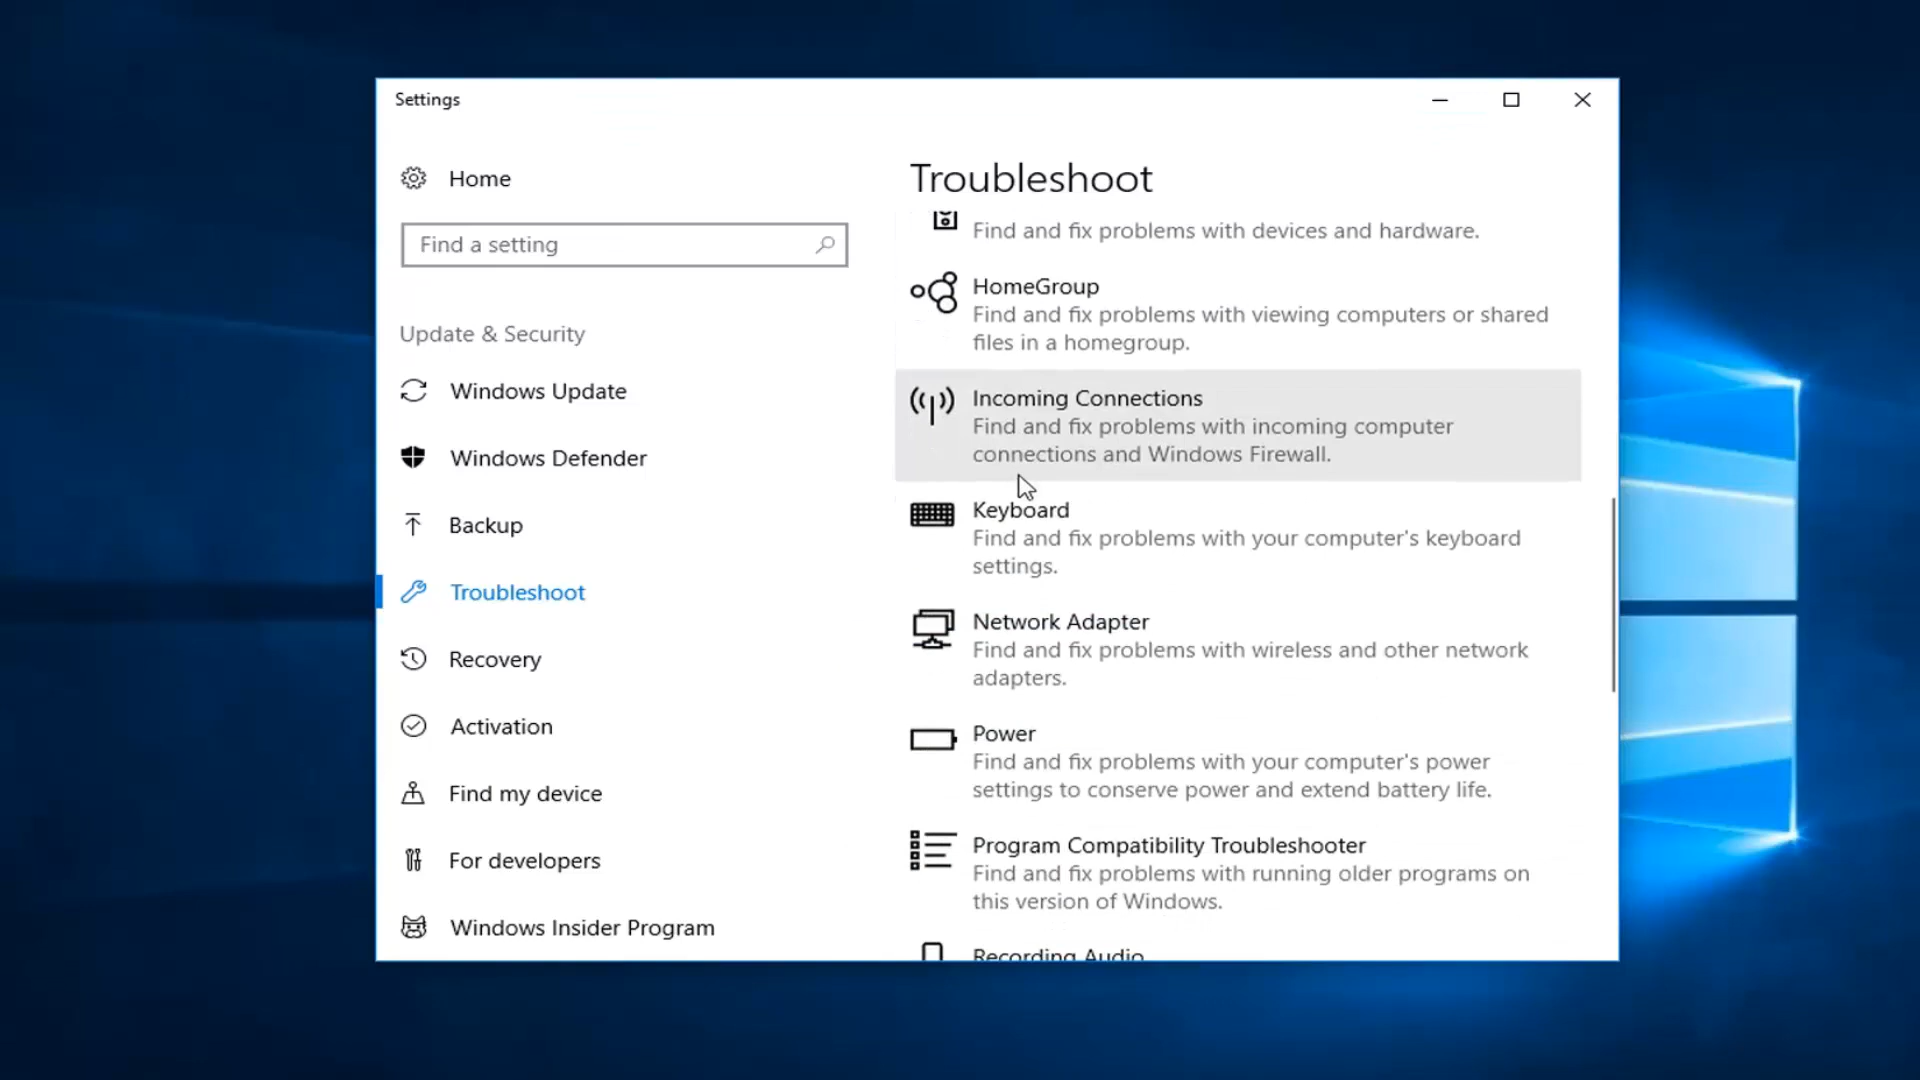 Settings
Home
Find a setting
Update & Security
Windows Update
Windows Defender
Backup
Troubleshoot
Recovery
Activation
Find my device
For developers
Windows Insider Program
Troubleshoot
Find and fix problems with devices and hardware.
HomeGroup
Find and fix problems with viewing computers or shared
files in a homegroup.
Incoming Connections
Find and fix problems with incoming computer
connections and Windows Firewall.
Keyboard
Find and fix problems with your computer's keyboard
settings.
Network Adapter
Find and fix problems with wireless and other network
adapters.
Power
Find and fix problems with your computer's power
settings to conserve power and extend battery life.
Program Compatibility Troubleshooter
Find and fix problems with running older programs on
this version of Windows.
Recording Audio